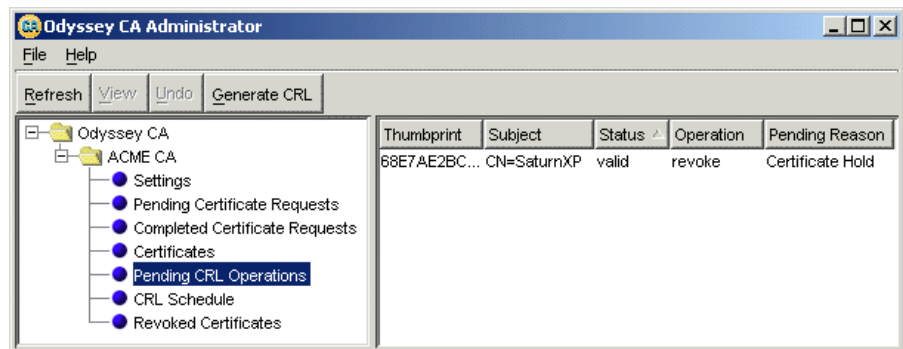 Odyssey CA Administrator
File Help
Refresh View Undo Generate CRL
Odyssey CA
ACME CA
Settings
Pending Certificate Requests
Completed Certificate Requests
Certificates
Pending CRL Operations
CRL Schedule
Revoked Certificates
Thumbprint Subject Status Operation Pending Reason
68E7AE2BC... CN=SaturnXP valid revoke Certificate Hold